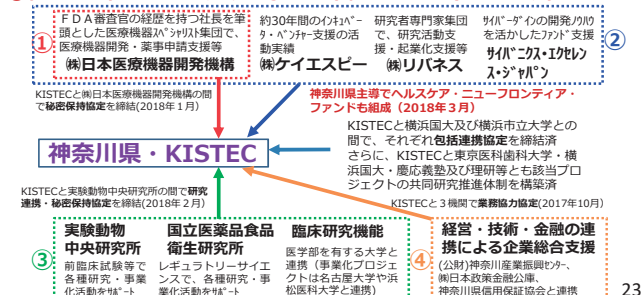 FDA審査官の経歴を持つ社長を筆
頭とした医療機器スペシャリスト集団で、
医療機器開発・薬事申請支援等
㈱日本医療機器開発機構
①
約30年間のインキュベー
タ・ベンチャー支援の活
動実績
㈱ケイエスピー
研究者専門家集団
で、研究活動支
援・起業化支援等
㈱リバネス
サイバーダインの開発ノウハウ
を活かしたファンド支援
サイバニクス・エクセレン
ス・ジャパン
②
KISTECと㈱日本医療機器開発機構の間
で秘密保持協定を締結(2018年1月)
神奈川県主導でヘルスケア・ニューフロンティア・
ファンドも組成(2018年3月)
KISTECと横浜国大及び横浜市立大学との
間で、それぞれ包括連携協定を締結済
さらに、KISTECと東京医科歯科大学・横
浜国大・慶応義塾及び理研等とも該当プロ
ジェクトの共同研究推進体制を構築済
神奈川県・KISTEC
KISTECと実験動物中央研究所の間で研究
連携・秘密保持協定を締結(2018年2月)
KISTECと3機関で業務協力協定(2017年10月)
③
実験動物
中央研究所
前臨床試験等で
各種研究・事業
化活動をサポート
国立医薬品食品
衛生研究所
レギュラトリーサイエ
ンスで、各種研究・事
業化活動をサポート
臨床研究機能
医学部を有する大学と
連携(事業化プロジェ
クトは名古屋大学や浜
松医科大学と連携)
④
経営・技術・金融の連
携による企業総合支援
(公財)神奈川産業振興センター、
㈱日本政策金融公庫、
神奈川県信用保証協会と連携
23